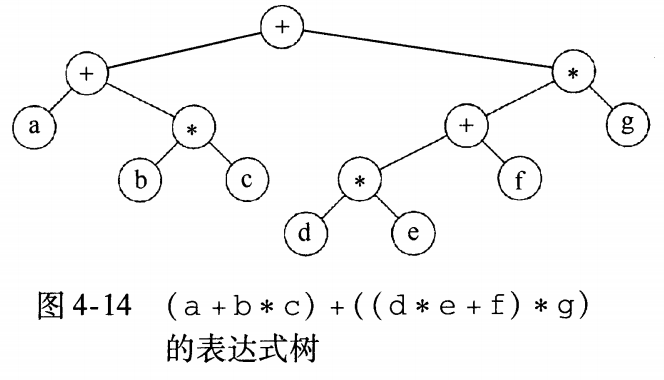 +
+ *
a * + g
b c * f
d e
图4-14 (a+b*c)+((d*e+f)*g)
的表达式树